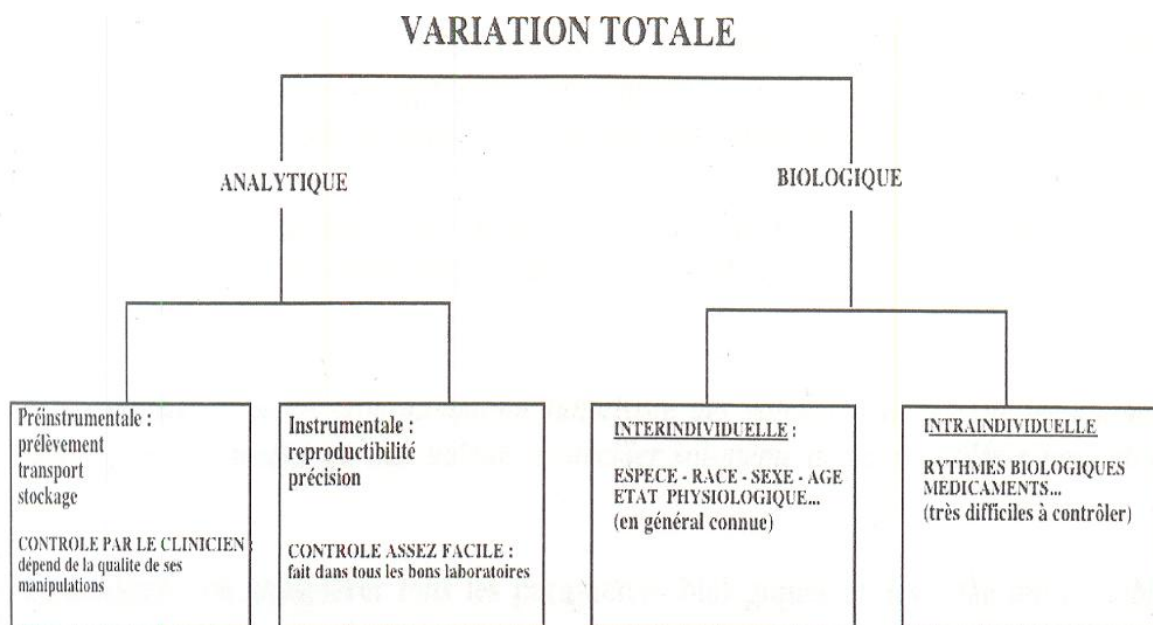 VARIATION TOTALE
ANALYTIQUE
BIOLOGIQUE
Préinstrumentale :
prélèvement
transport
stockage
CONTROLE PAR LE CLINICIEN :
dépend de la qualite de ses
manipulations
Instrumentale :
reproductibilité
précision
CONTROLE ASSEZ FACILE :
fait dans tous les bons laboratoires
INTERINDIVIDUELLE :
ESPECE - RACE - SEXE - AGE
ETAT PHYSIOLOGIQUE...
(en général connue)
INTRAINDIVIDUELLE
RYTHMES BIOLOGIQUES
MEDICAMENTS...
(très difficiles à contrôler)